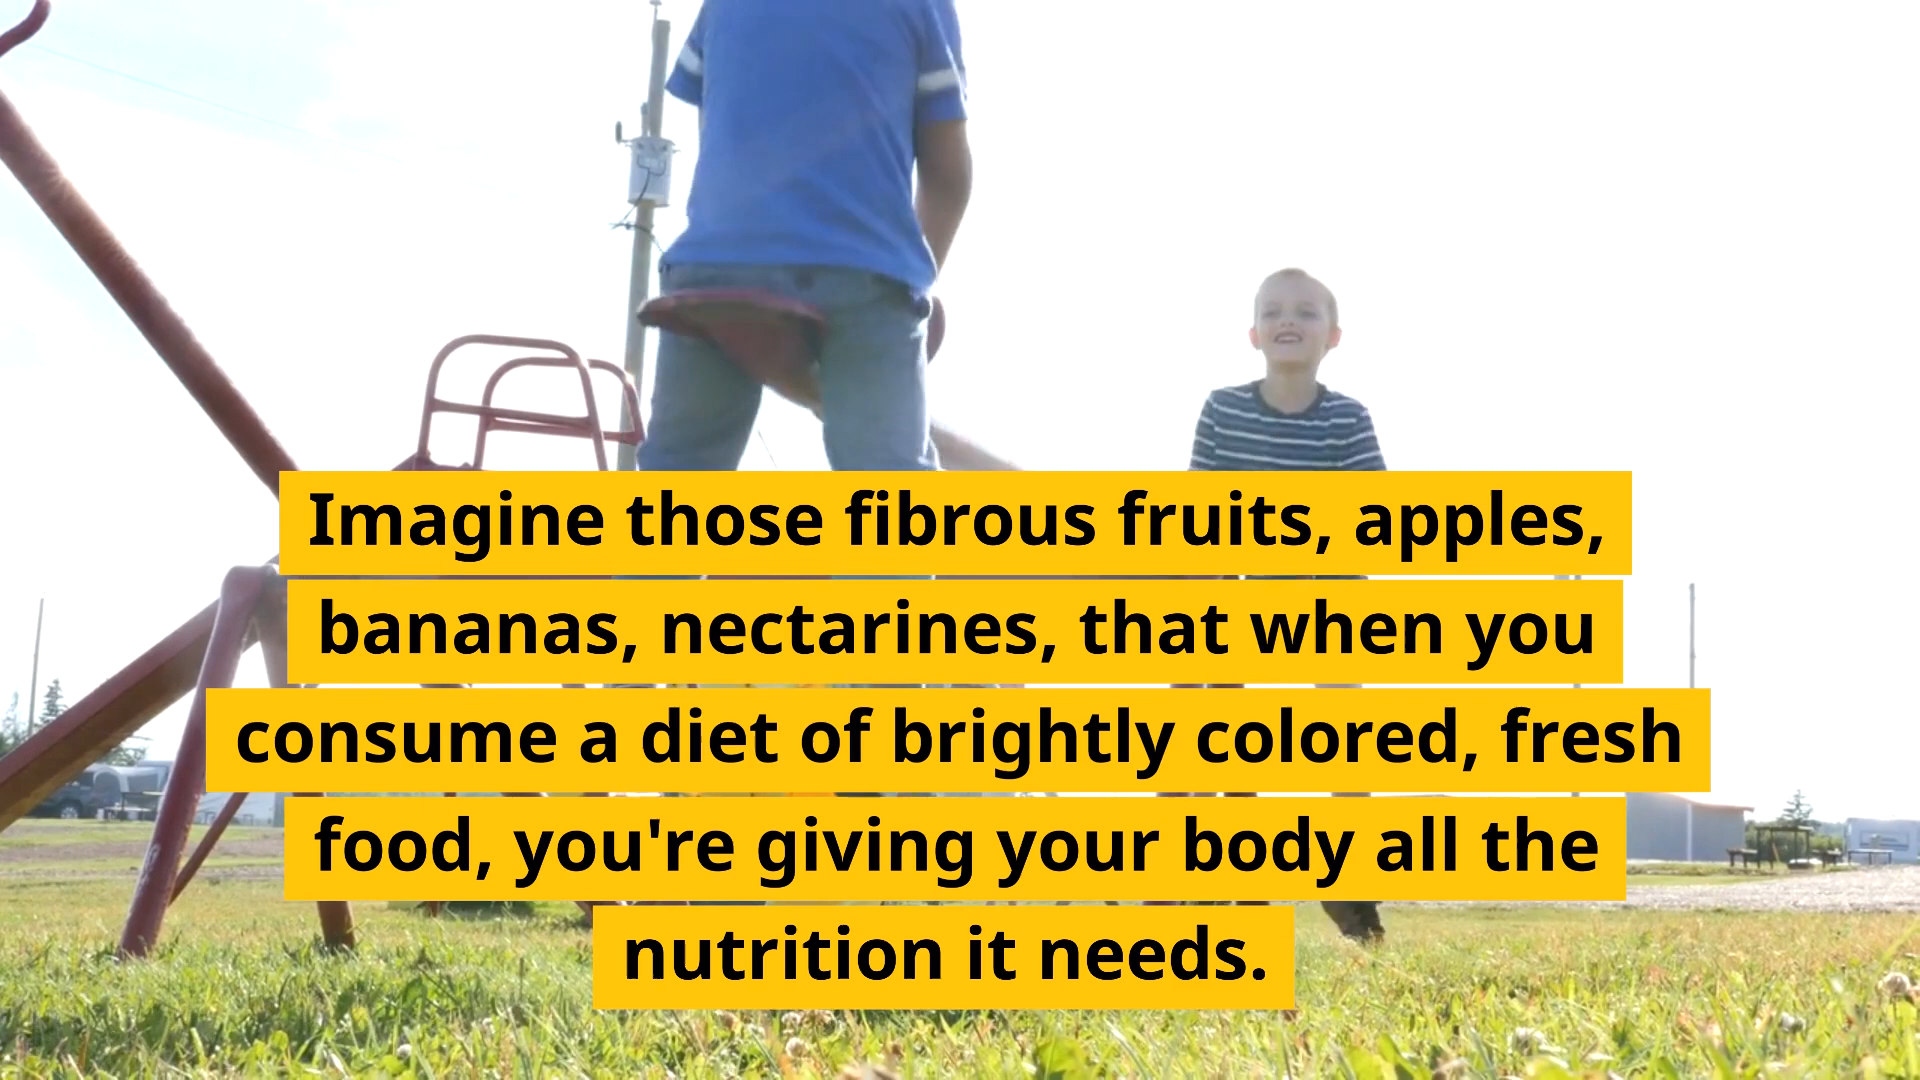 Imagine those fibrous fruits, apples,
bananas, nectarines, that when you
consume a diet of brightly colored, fresh
food, you're giving your body all the
nutrition it needs.